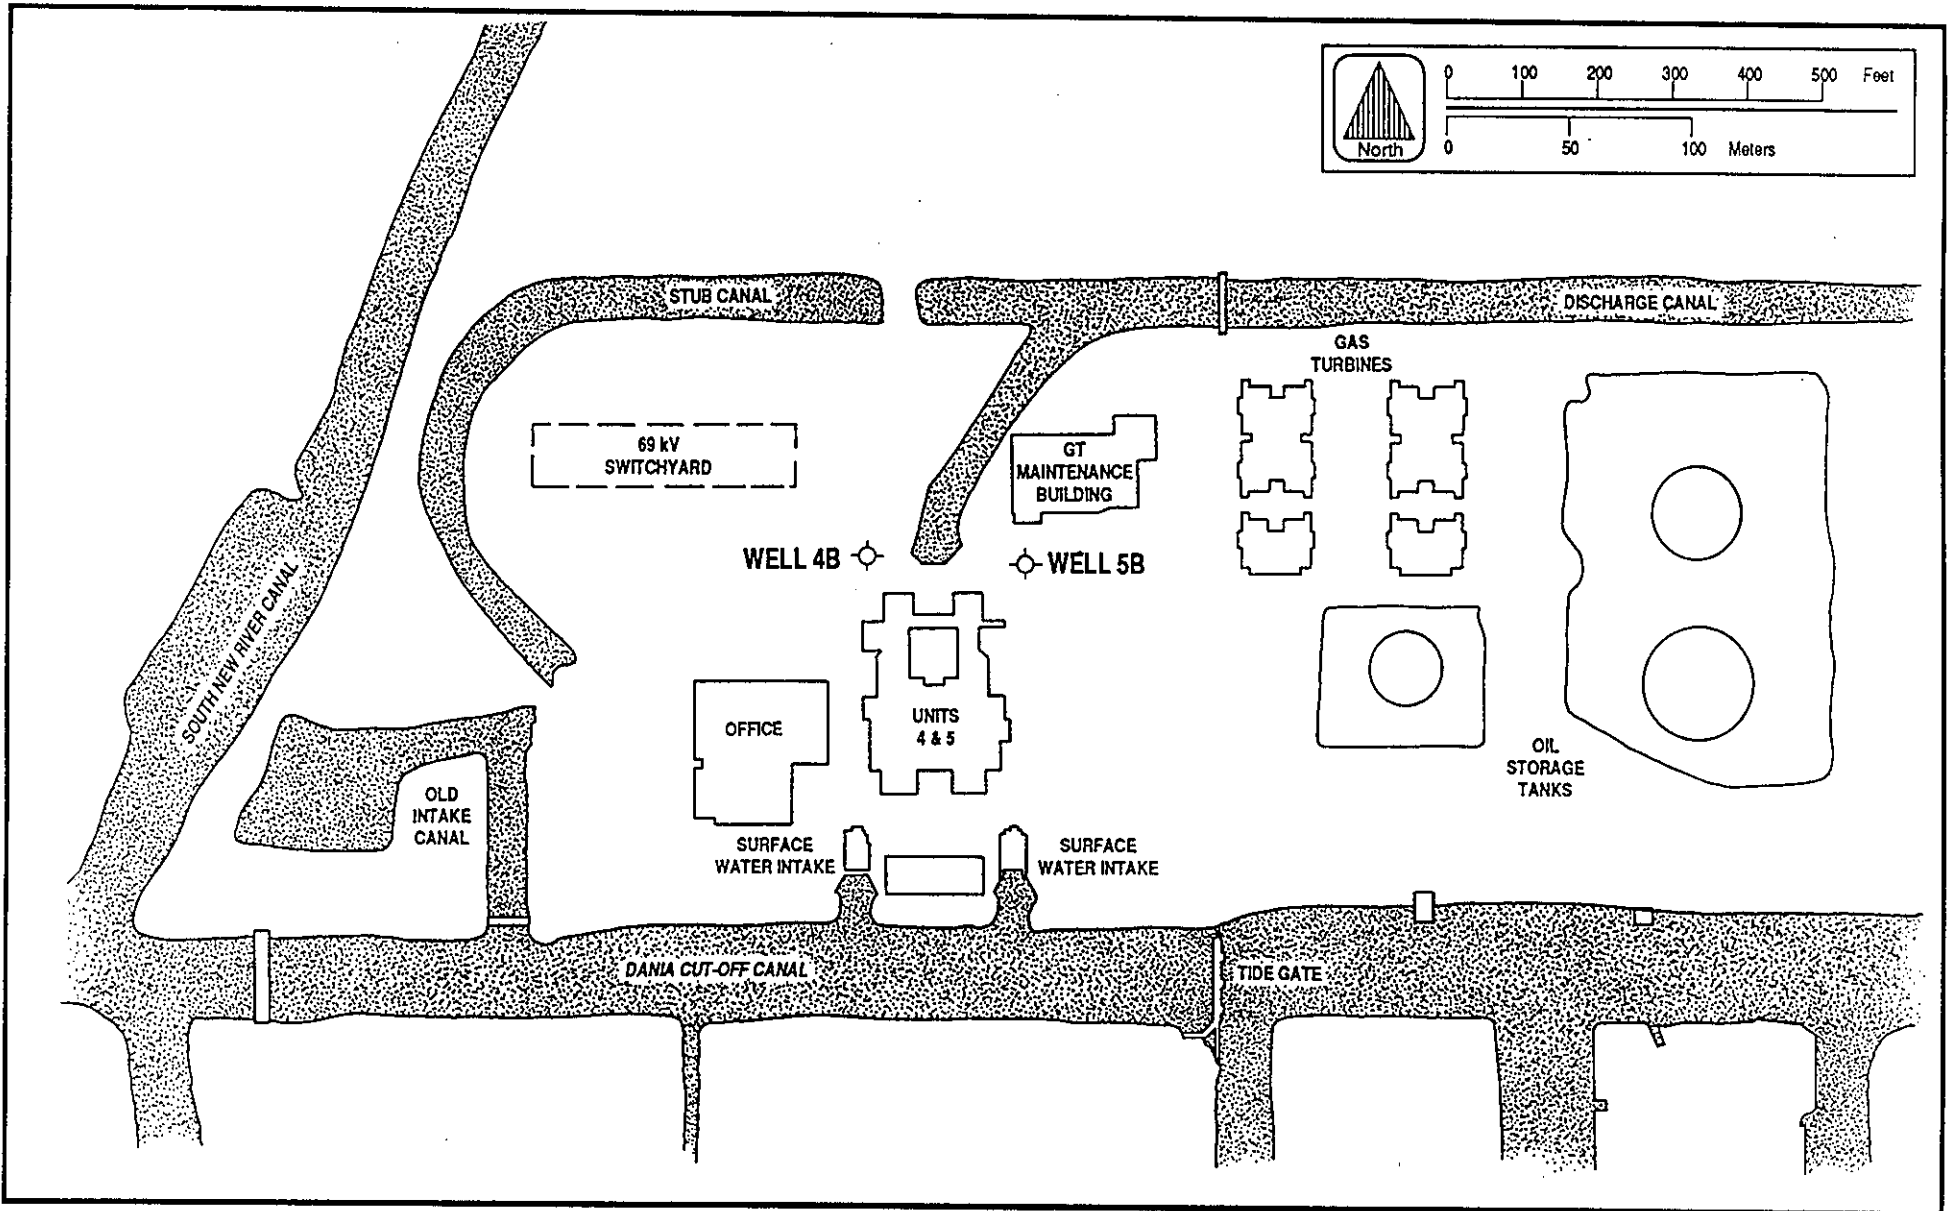 0 100 200 300 400 500 Feet
North
0 50 100 Meters
STUB CANAL
DISCHARGE CANAL
GAS
TURBINES
69 kV
SWITCHYARD
GT
MAINTENANCE
BUILDING
WELL 4B
WELL 5B
SOUTH NEW RIVER CANAL
OFFICE
UNITS
4 & 5
OIL
STORAGE
TANKS
OLD
INTAKE
CANAL
SURFACE
WATER INTAKE
SURFACE
WATER INTAKE
DANIA CUT-OFF CANAL
TIDE GATE